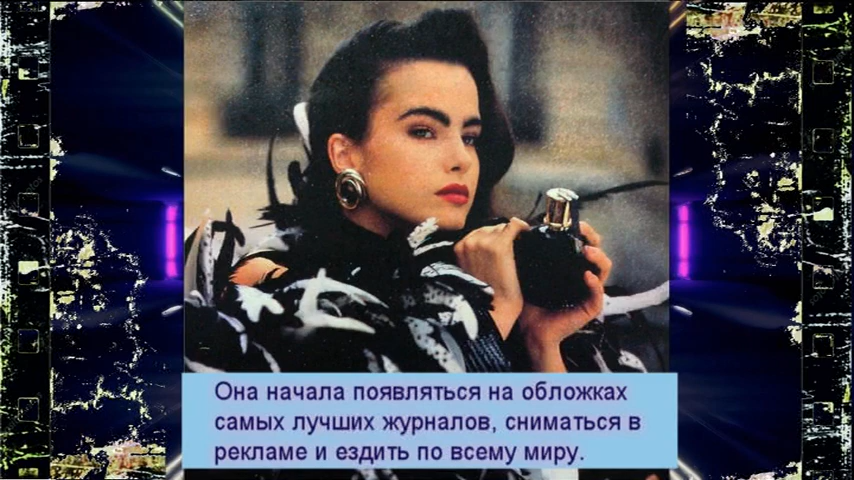 Она начала появляться на обложках
самых лучших журналов, сниматься в
рекламе и ездить по всему миру.